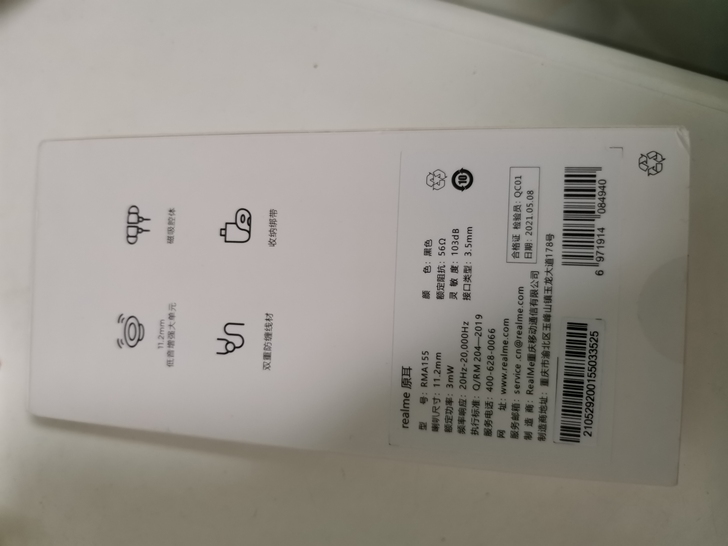 11.2mm
低音增强大单元
磁吸腔体
双重防缠线材
收纳绑带
realme 原耳
型 号：RMA155 颜 色：黑色
喇叭尺寸：11.2mm 额定阻抗：56Ω
额定功率：3mW 灵 敏 度：103dB
频率响应：20Hz-20,000Hz 接口类型：3.5mm
执行标准：Q/RM 204—2019
服务电话：400-628-0066
网 址：www.realme.com
服务邮箱：service.cn@realme.com
制 造 商：RealMe重庆移动通信有限公司
制造商地址：重庆市渝北区玉峰山镇玉龙大道178号
10
合格证 检验员：QC01
日期：2021.05.08
210529200155033525
6 971914 084940